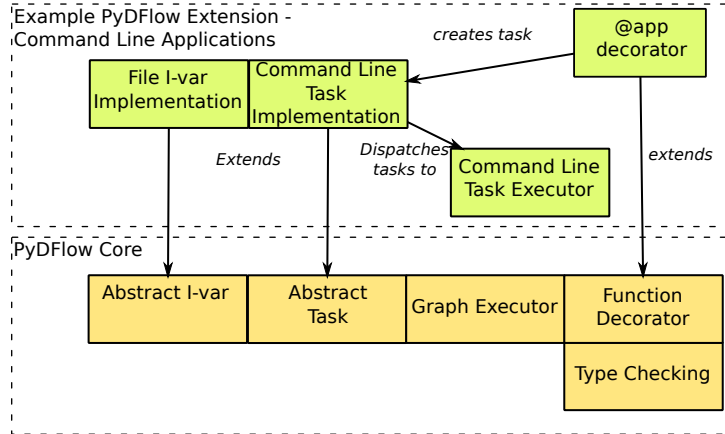 Example PyDFlow Extension -
Command Line Applications
@app
decorator
creates task
File I-var
Implementation
Command Line
Task
Implementation
Extends
Dispatches
tasks to
extends
Command Line
Task Executor
PyDFlow Core
Abstract I-var
Abstract
Task
Graph Executor
Function
Decorator
Type Checking